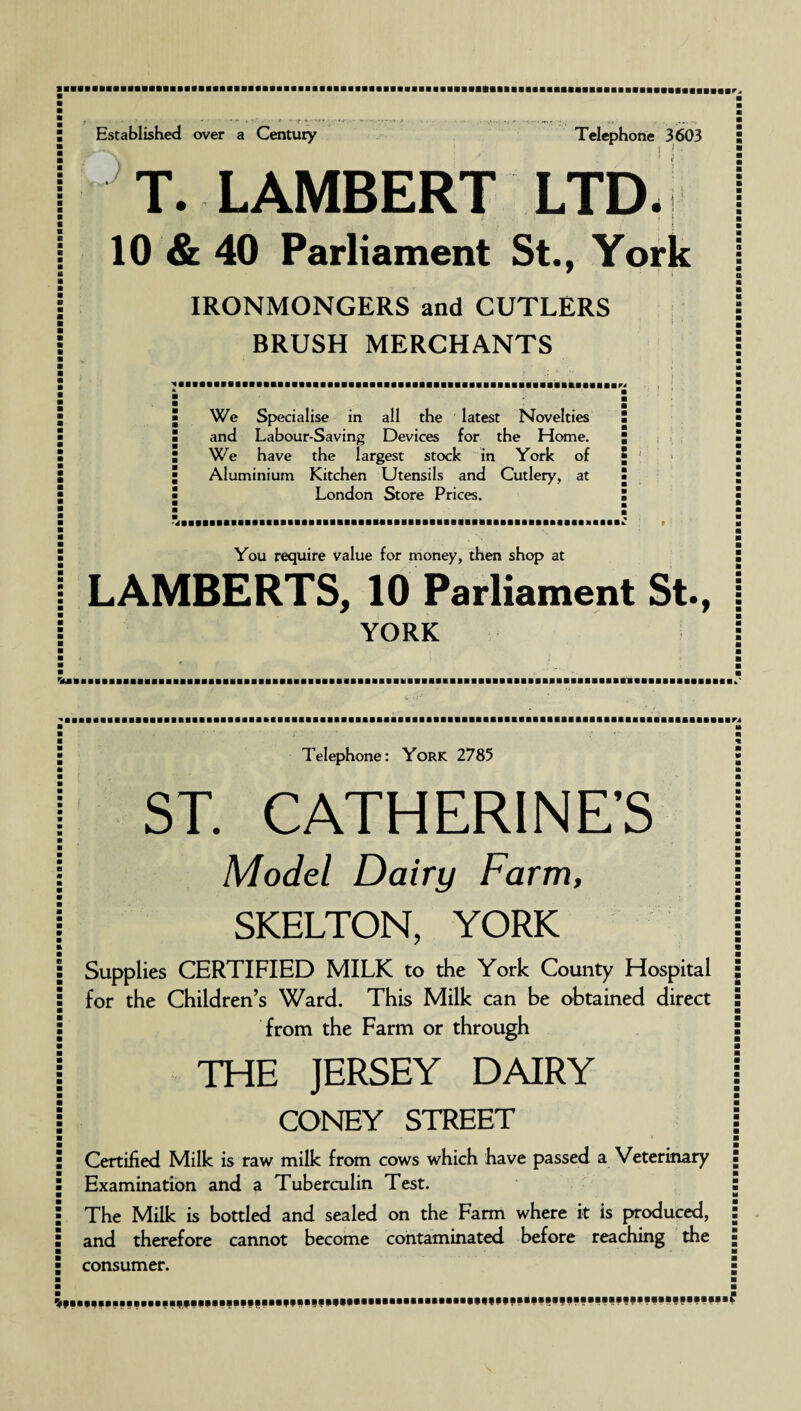 Established over a Century Telephone 3603
T. LAMBERT LTD.
10 & 40 Parliament St., York
IRONMONGERS and CUTLERS
BRUSH MERCHANTS
We Specialise in all the latest Novelties
and Labour-Saving Devices for the Home.
We have the largest stock in York of
Aluminium Kitchen Utensils and Cutlery, at
London Store Prices.
You require value for money, then shop at
LAMBERTS, 10 Parliament St.,
YORK
Telephone: YORK 2785
ST. CATHERINE'S
Model Dairy Farm,
SKELTON, YORK
Supplies CERTIFIED MILK to the York County Hospital
for the Children's Ward. This Milk can be obtained direct
from the Farm or through
THE JERSEY DAIRY
CONEY STREET
Certified Milk is raw milk from cows which have passed a Veterinary
Examination and a Tuberculin Test.
The Milk is bottled and sealed on the Farm where it is produced,
and therefore cannot become contaminated before reaching the
consumer.